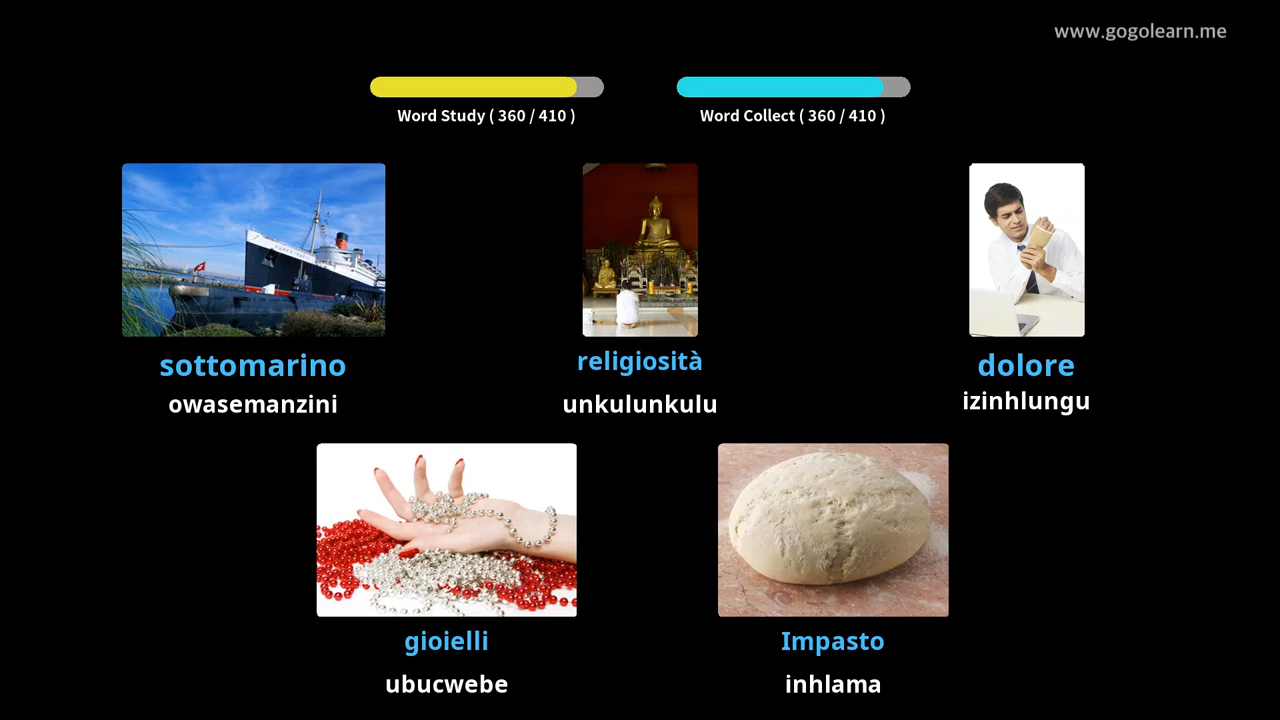 www.gogolearn.me
Word Study ( 360 / 410 )
Word Collect ( 360 / 410 )
sottomarino
owasemanzini
religiosità
unkulunkulu
dolore
izinhlungu
gioielli
ubucwebe
Impasto
inhlama